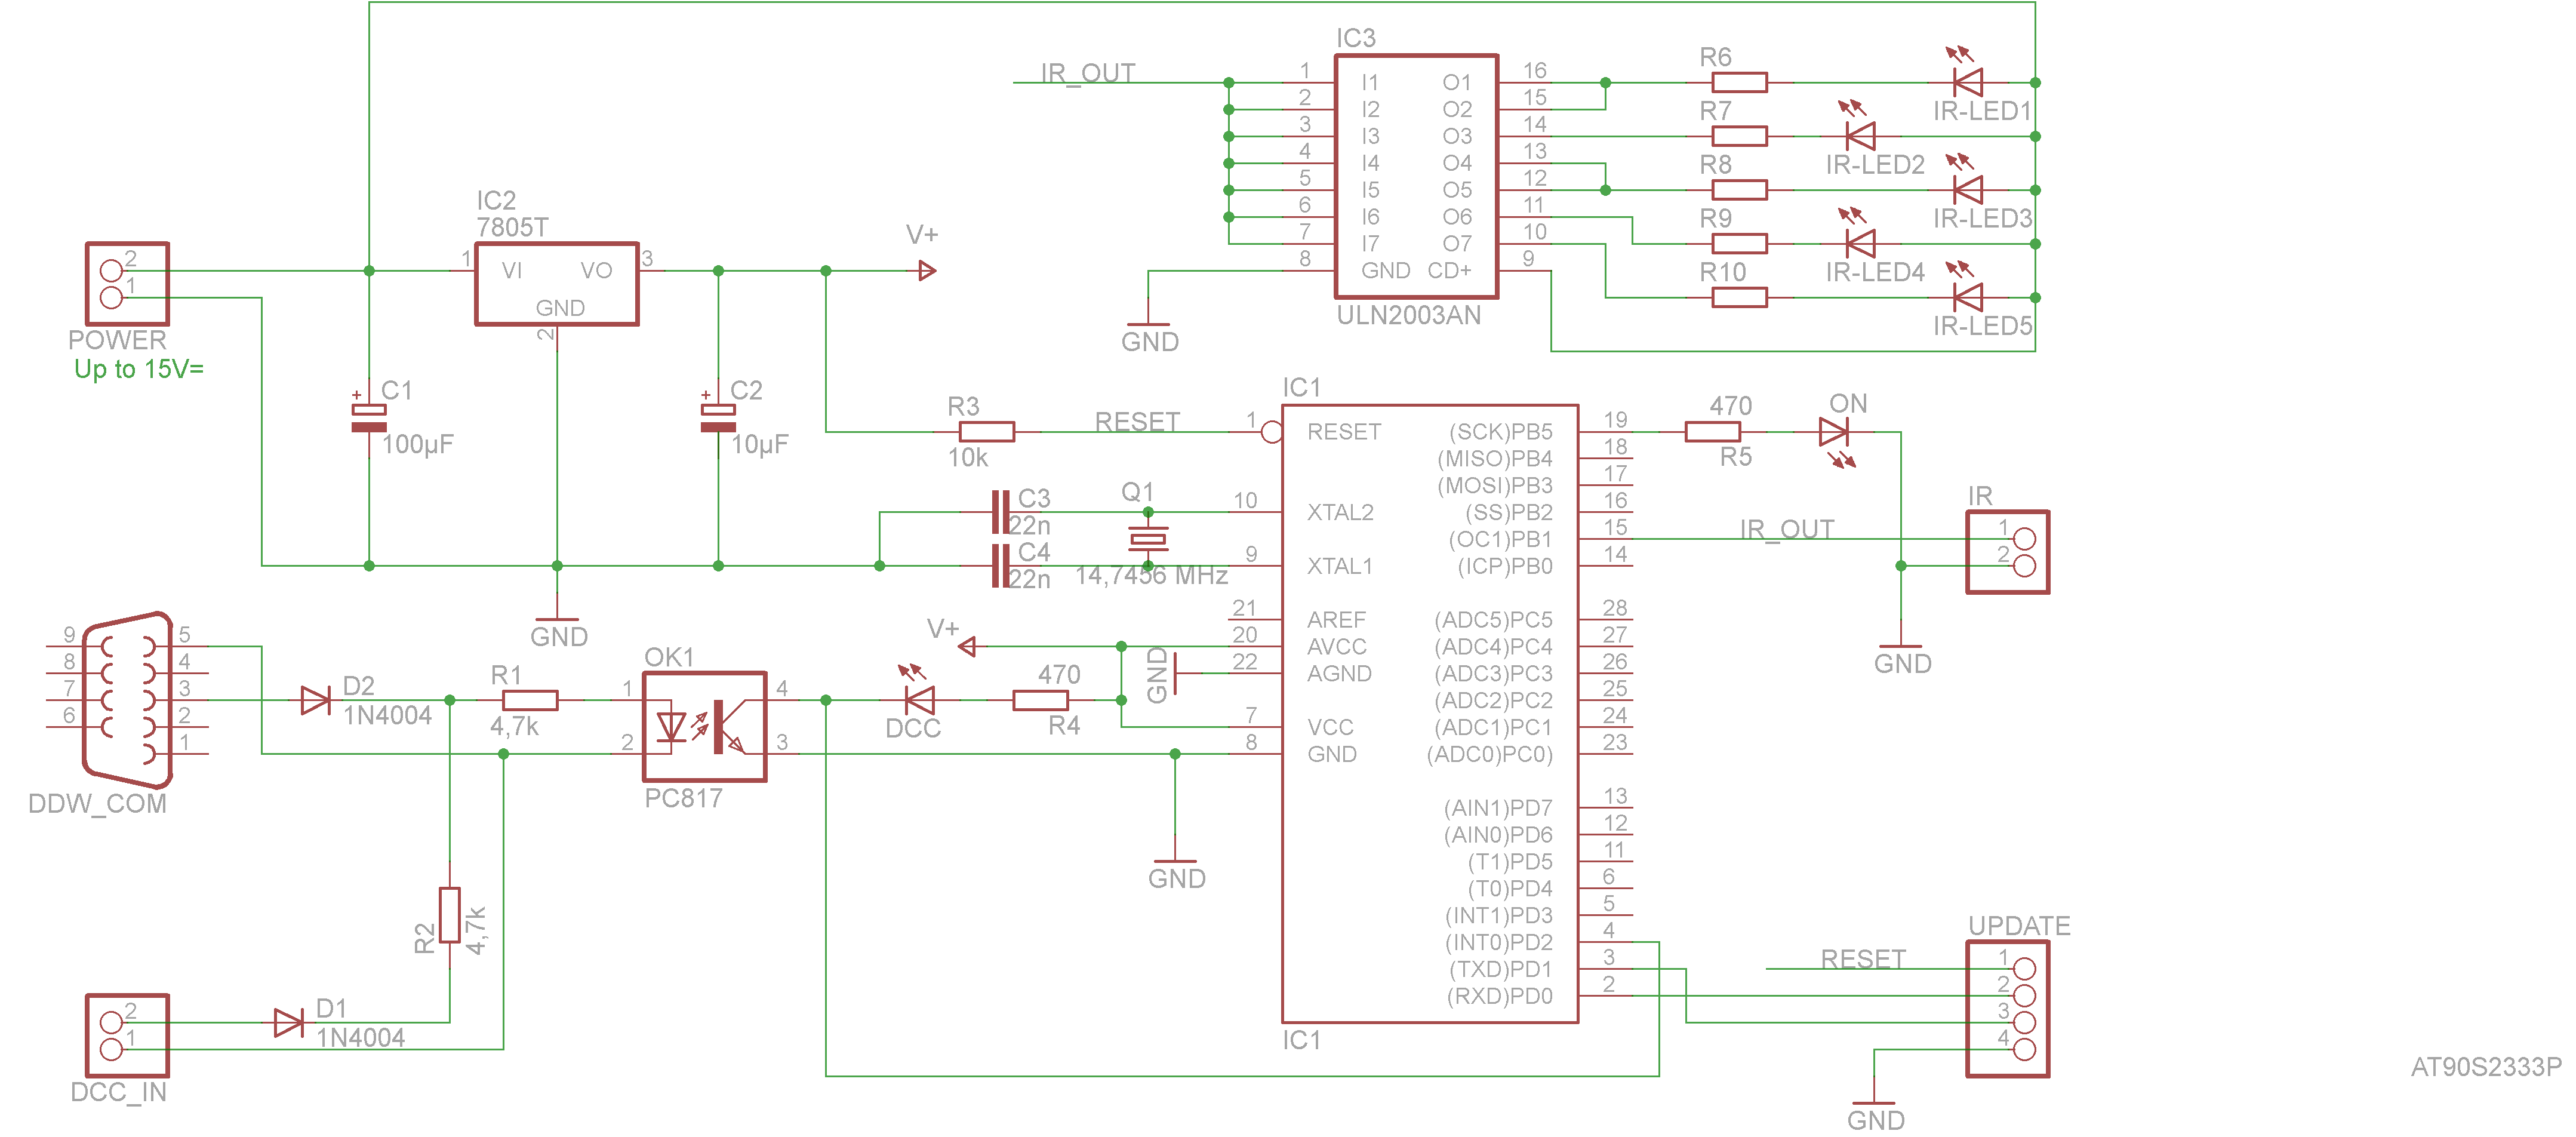 IC3
IR_OUT
1 I1 O1 16
2 I2 O2 15
3 I3 O3 14
4 I4 O4 13
5 I5 O5 12
6 I6 O6 11
7 I7 O7 10
8 GND CD+ 9
ULN2003AN
GND
R6
IR-LED1
R7
IR-LED2
R8
IR-LED3
R9
IR-LED4
R10
IR-LED5
IC2
7805T
1 VI VO 3
GND
2
V+
2
1
POWER
Up to 15V=
+ C1
100µF
+ C2
10µF
GND
R3
10k
RESET
C3
22n
C4
22n
Q1
14,7456 MHz
IC1
1 RESET (SCK)PB5 19
(MISO)PB4 18
(MOSI)PB3 17
10 XTAL2 (SS)PB2 16
(OC1)PB1 15
9 XTAL1 (ICP)PB0 14
21 AREF (ADC5)PC5 28
20 AVCC (ADC4)PC4 27
22 AGND (ADC3)PC3 26
(ADC2)PC2 25
7 VCC (ADC1)PC1 24
8 GND (ADC0)PC0) 23
(AIN1)PD7 13
(AIN0)PD6 12
(T1)PD5 11
(T0)PD4 6
(INT1)PD3 5
(INT0)PD2 4
(TXD)PD1 3
(RXD)PD0 2
IC1
470
R5
ON
IR
IR_OUT
1
2
GND
9 5
8 4
7 3
6 2
1
DDW_COM
D2
1N4004
R1
4,7k
OK1
1 4
2 3
PC817
V+
DCC
470
R4
GND
GND
R2
4,7k
2
1
DCC_IN
D1
1N4004
UPDATE
RESET
1
2
3
4
GND
AT90S2333P